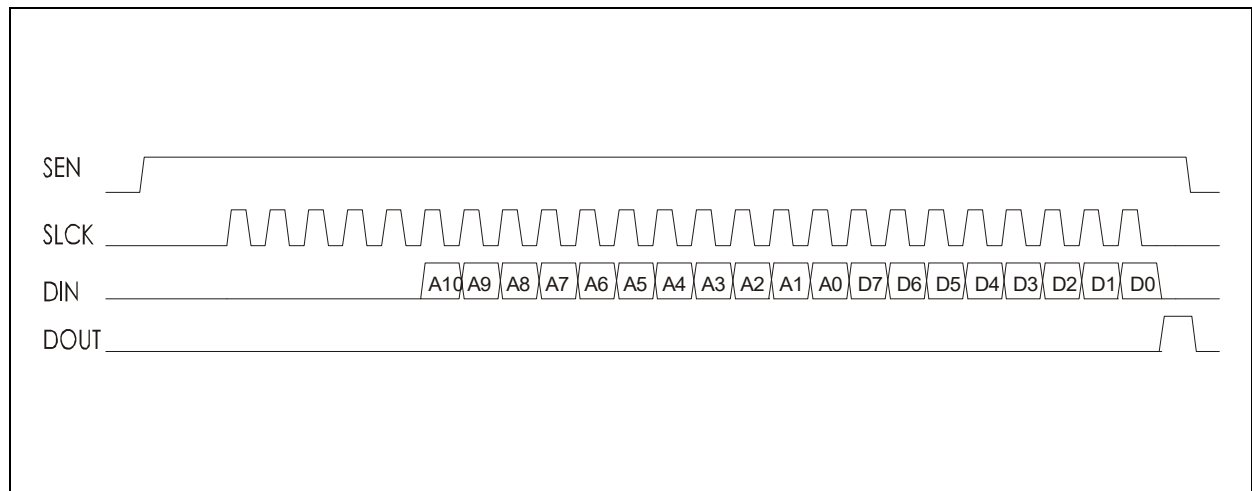 SEN
SLCK
DIN A10 A9 A8 A7 A6 A5 A4 A3 A2 A1 A0 D7 D6 D5 D4 D3 D2 D1 D0
DOUT